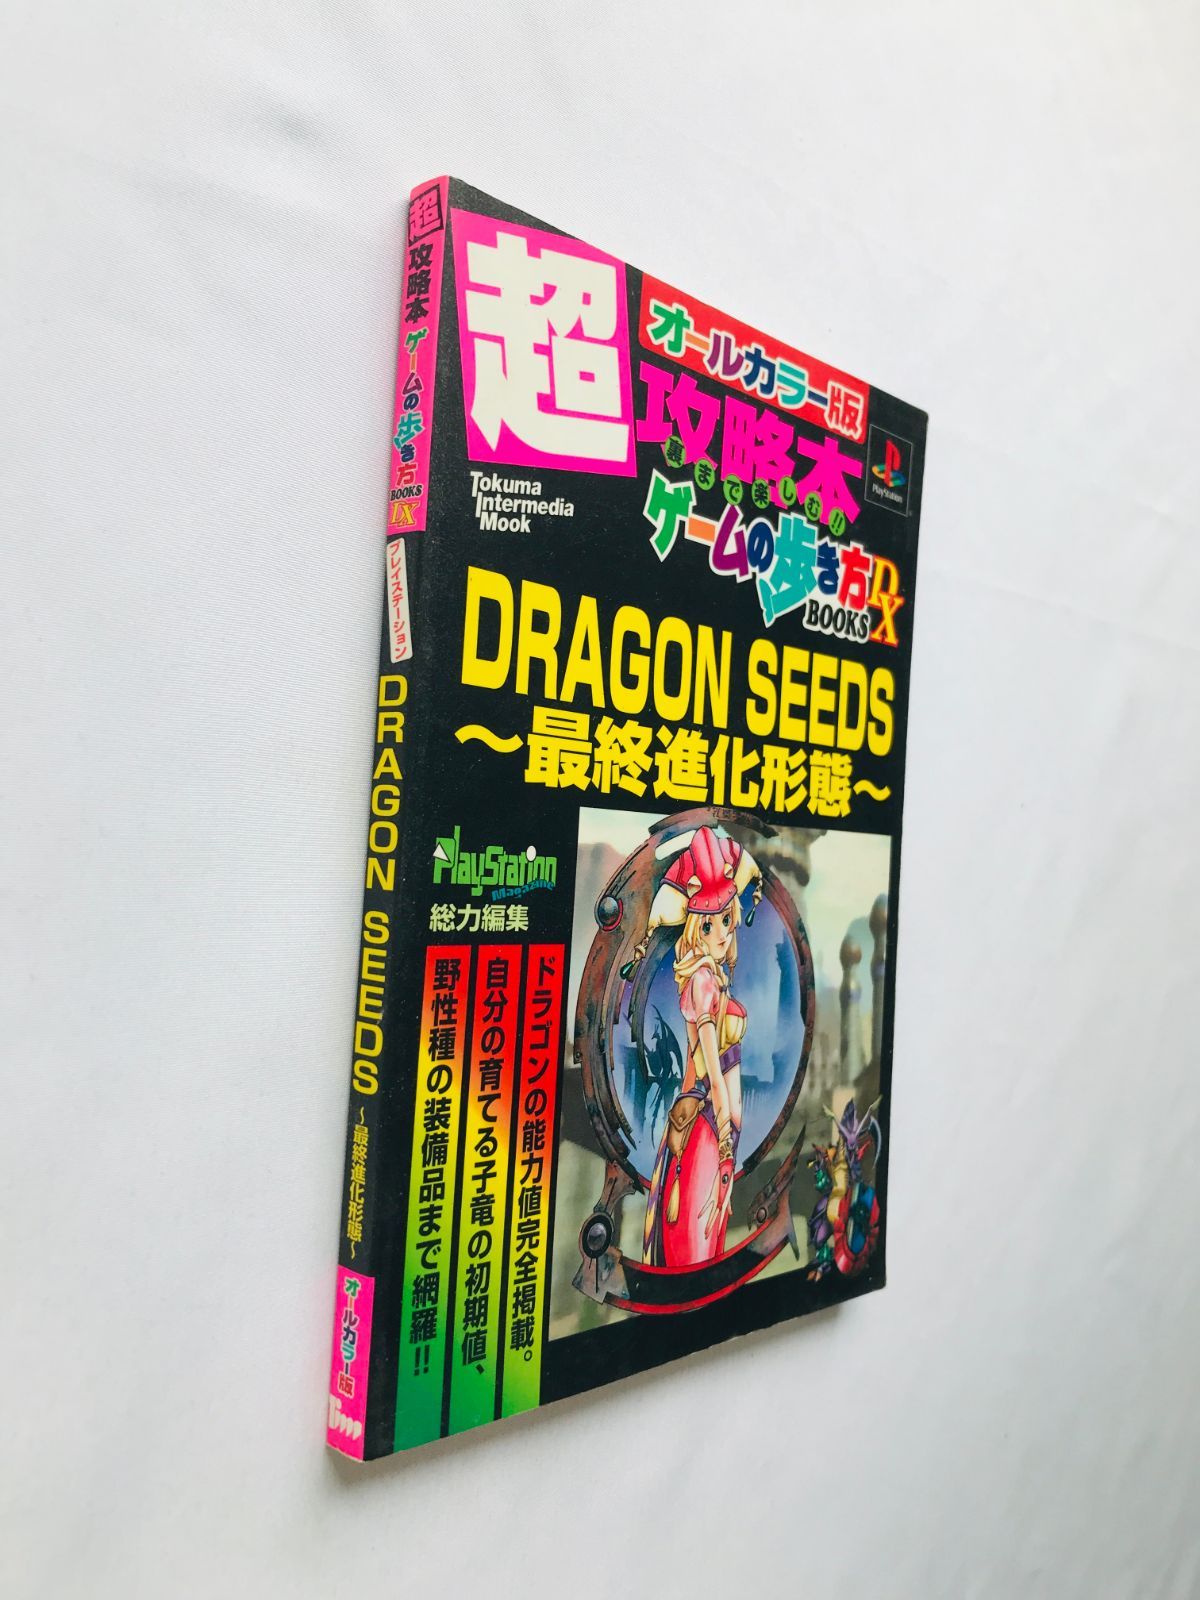 超攻略本 ゲームの歩き方 BOOKS DX
プレイステーション
DRAGON SEEDS
～最終進化形態～
オールカラー版
Timm
超
オールカラー版
攻略本
裏まで楽しむ!!
ゲームの歩き方
BOOKS
DX
PlayStation
Tokuma
Intermedia
Mook
DRAGON SEEDS
～最終進化形態～
PlayStation
Magazine
総力編集
ドラゴンの能力値完全掲載。
自分の育てる子竜の初期値、
野性種の装備品まで網羅!!